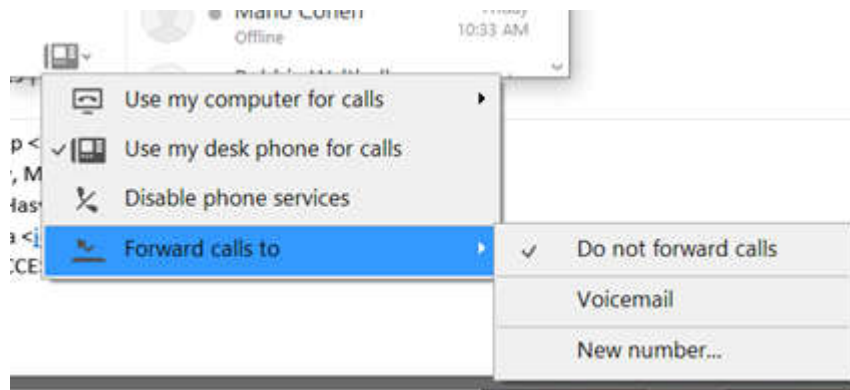 Offline
10:33 AM
Use my computer for calls
p <
Use my desk phone for calls
, M
Disable phone services
a <
Forward calls to
Do not forward calls
CCE
Voicemail
New number...